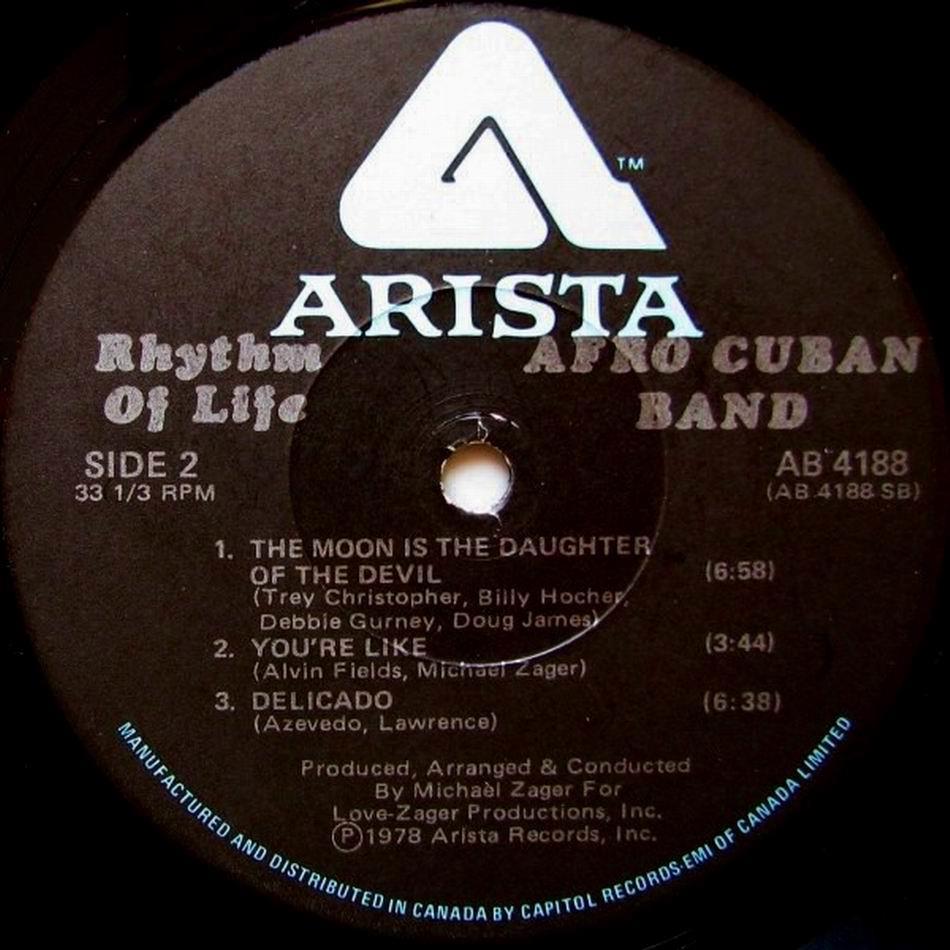 TM
ARISTA
Rhythm
Of Life
AFRO CUBAN
BAND
SIDE 2
33 1/3 RPM
AB 4188
(AB 4188 SB)
1. THE MOON IS THE DAUGHTER
OF THE DEVIL (6:58)
(Trey Christopher, Billy Hocher,
Debbie Gurney, Doug James)
2. YOU'RE LIKE (3:44)
(Alvin Fields, Michael Zager)
3. DELICADO (6:38)
(Azevedo, Lawrence)
Produced, Arranged & Conducted
By Michael Zager For
Love-Zager Productions, Inc.
Ⓟ1978 Arista Records, Inc.
MANUFACTURED AND DISTRIBUTED IN CANADA BY CAPITOL RECORDS-EMI OF CANADA LIMITED